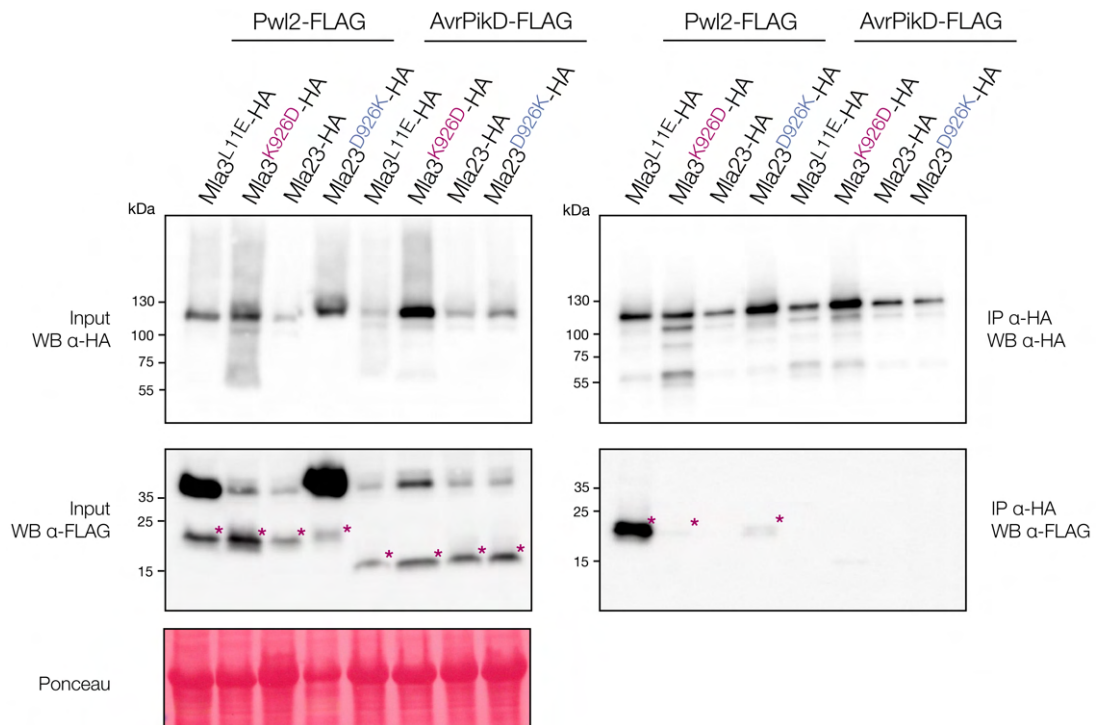 Pwl2-FLAG AvrPikD-FLAG Pwl2-FLAG AvrPikD-FLAG
Mla3L11E-HA
Mla3K926D-HA
Mla23-HA
Mla23D926K-HA
Mla3L11E-HA
Mla3K926D-HA
Mla23-HA
Mla23D926K-HA
Mla3L11E-HA
Mla3K926D-HA
Mla23-HA
Mla23D926K-HA
Mla3L11E-HA
Mla3K926D-HA
Mla23-HA
Mla23D926K-HA
kDa
130
100
75
55
Input
WB α-HA
kDa
130
100
75
55
IP α-HA
WB α-HA
35
25
15
Input
WB α-FLAG
* * * * * * * *
35
25
15
* * *
IP α-HA
WB α-FLAG
Ponceau